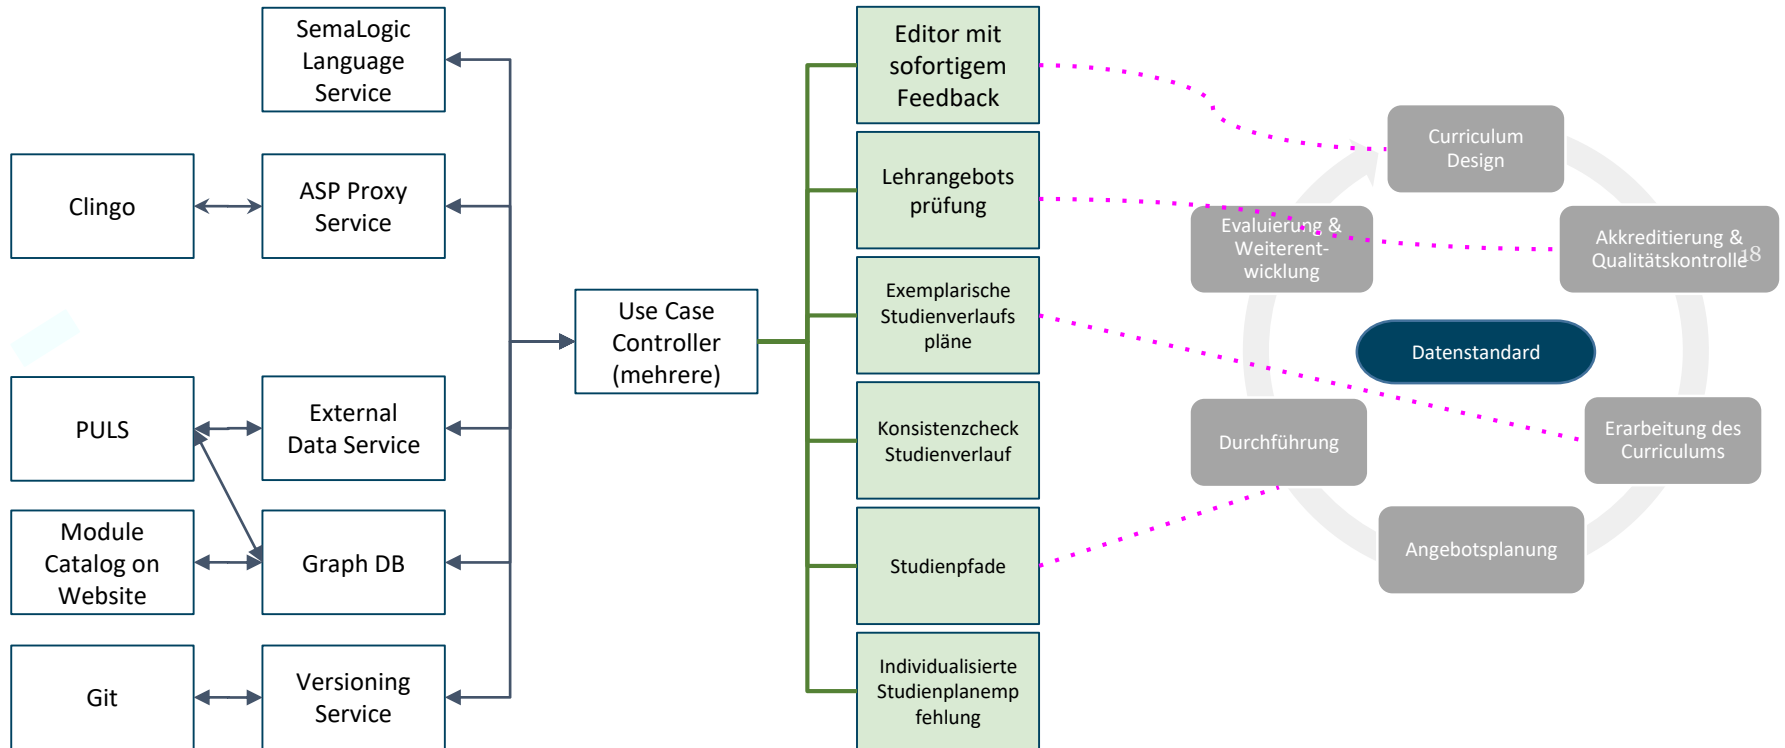 SemaLogic
Language
Service
Clingo
ASP Proxy
Service
PULS
External
Data Service
Module
Catalog on
Website
Graph DB
Git
Versioning
Service
Use Case
Controller
(mehrere)
Editor mit
sofortigem
Feedback
Lehrangebots
prüfung
Exemplarische
Studienverlaufs
pläne
Konsistenzcheck
Studienverlauf
Studienpfade
Individualisierte
Studienplanemp
fehlung
Curriculum
Design
Evaluierung &
Weiterent-
wicklung
Akkreditierung &
Qualitätskontrolle
18
Datenstandard
Durchführung
Erarbeitung des
Curriculums
Angebotsplanung